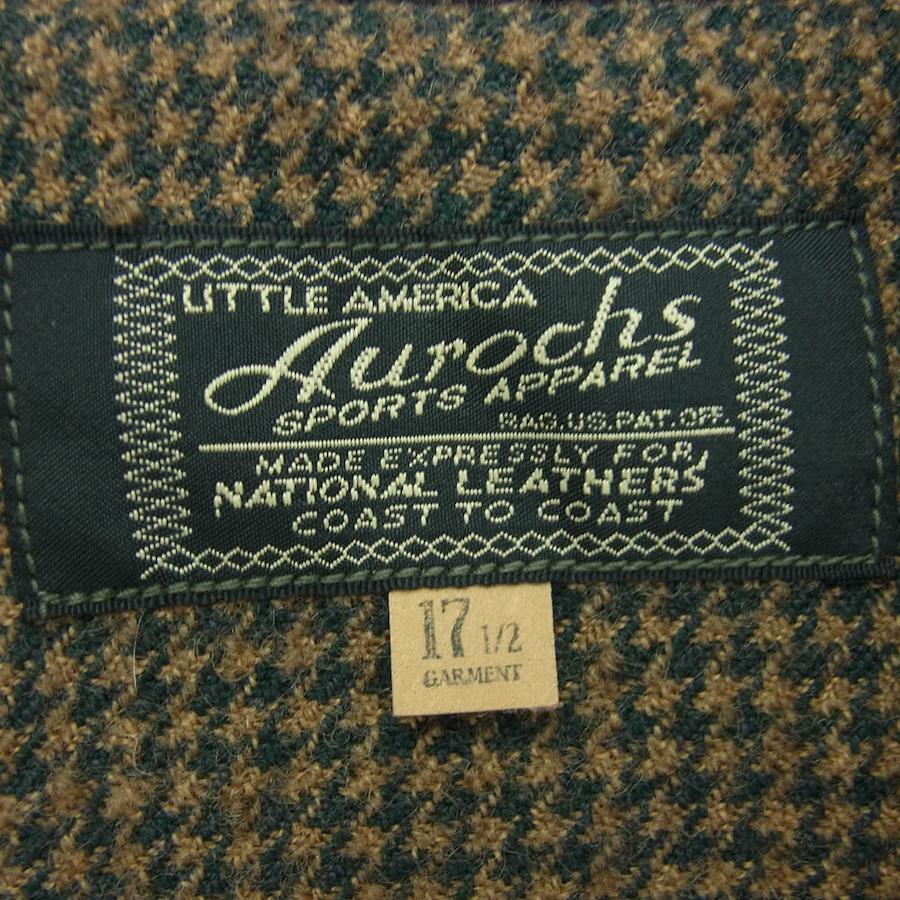 LITTLE AMERICA
Aurochs
SPORTS APPAREL
RAG.US.PAT.OFF.
MADE EXPRESSLY FOR,
NATIONAL LEATHERS
COAST TO COAST
17 1/2
GARMENT